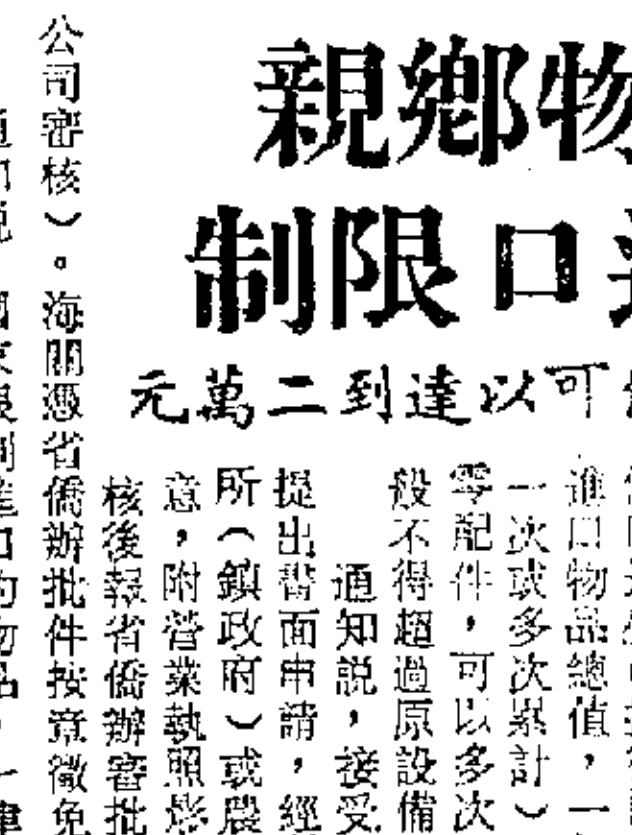 物鄉親
口限制
可以達到二萬元
進口物品總值，一
一次或多次累計）
零配件，可以多次
般不得超過原設備
通知説，接受
提出書面申請，經
所（鎮政府）或農
意，附營業執照影
核後報省僑辦審批
公司審核）。海關憑省僑辦批件按章徵免